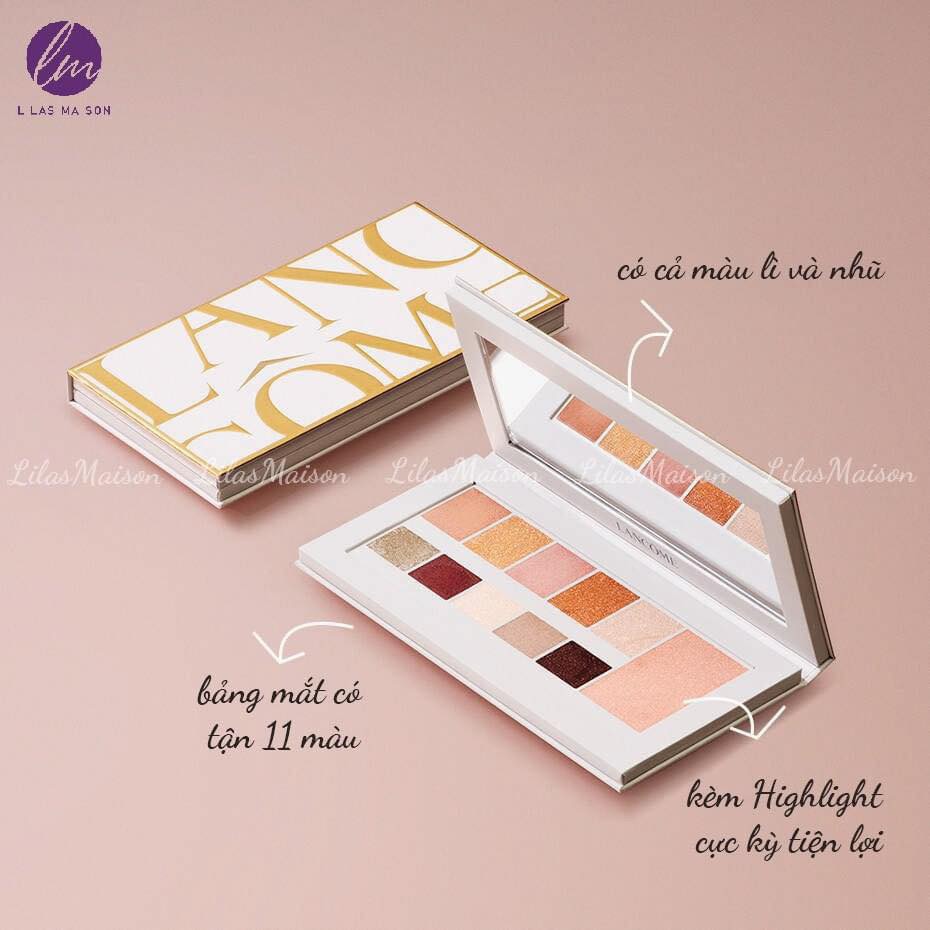 lm
L LAS MA SON
LANC
ÔME
có cả màu lì và nhũ
LilasMaison LilasMaison LilasMaison LilasMaison LilasMaison
LANCÔME
bảng mắt có
tận 11 màu
kèm Highlight
cực kỳ tiện lợi